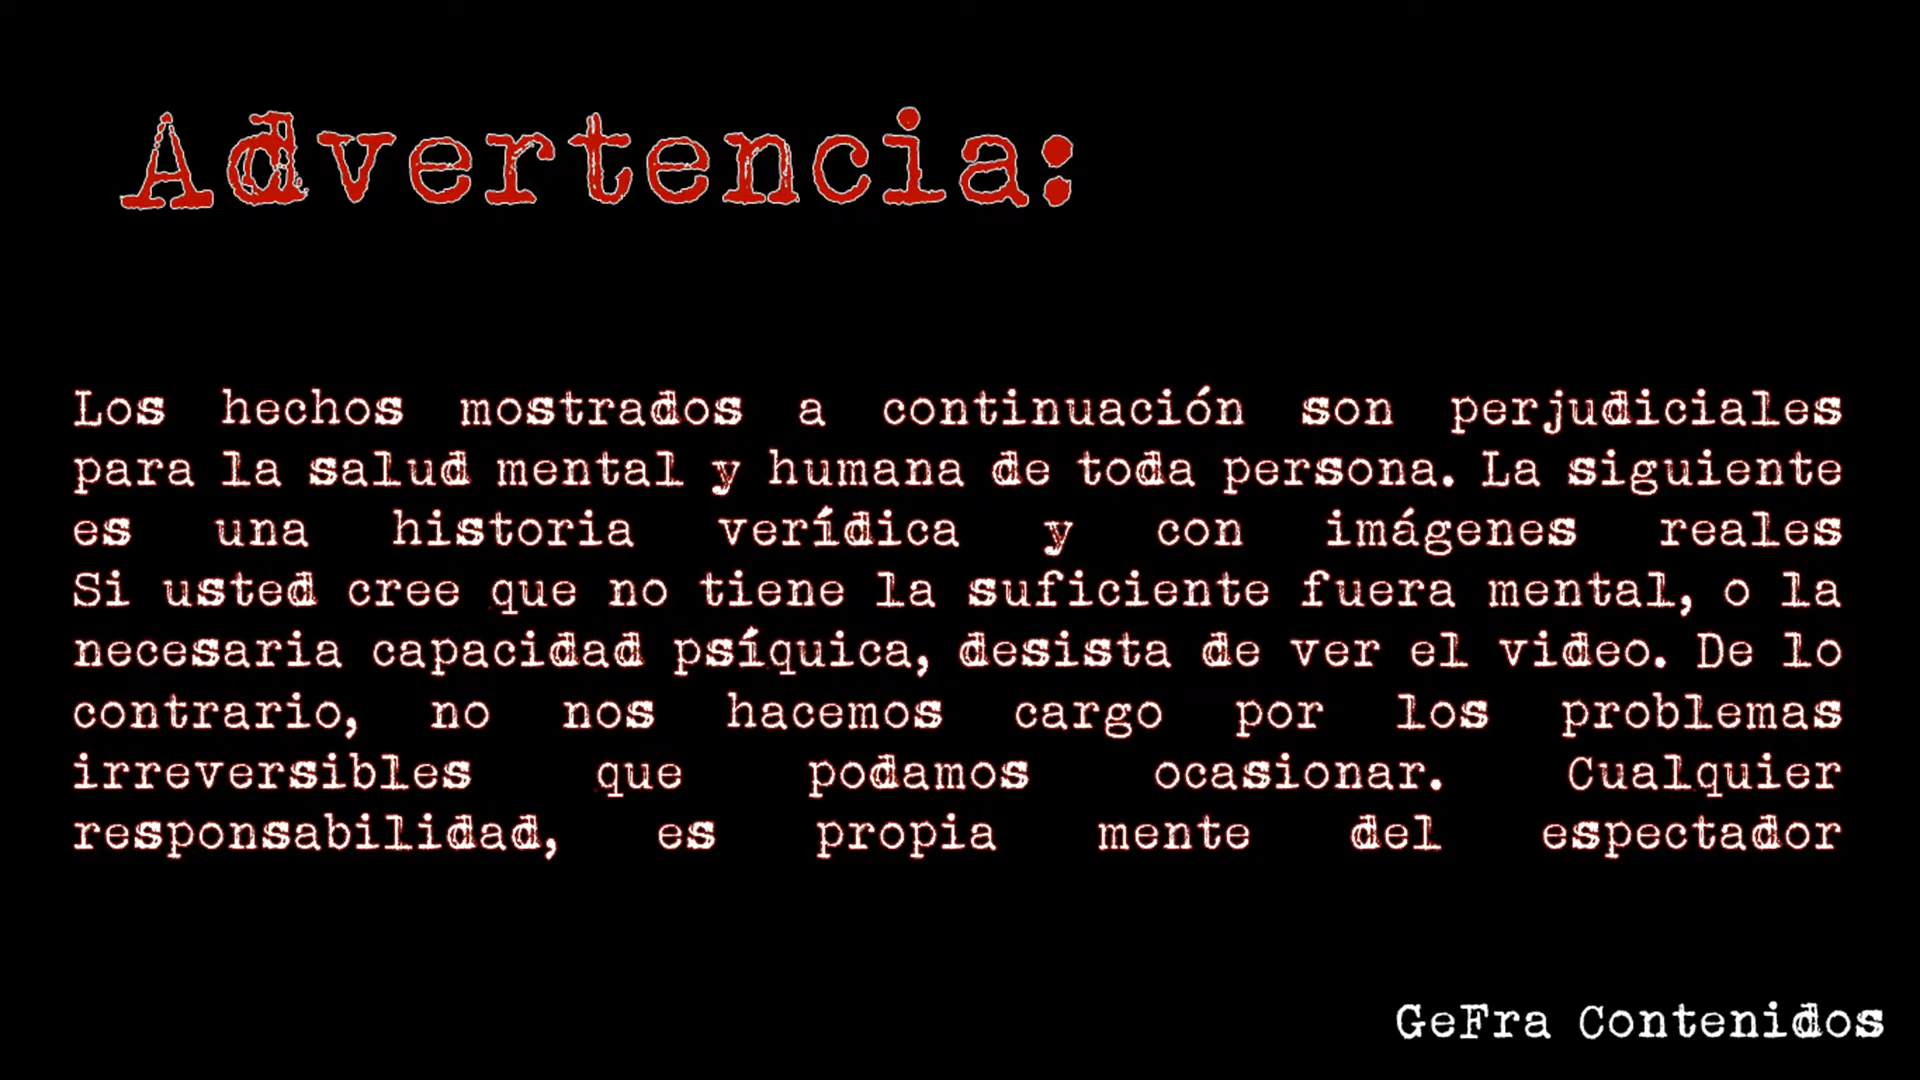 Advertencia:
Los hechos mostrados a continuación son perjudiciales
para la salud mental y humana de toda persona. La siguiente
es una historia verídica y con imágenes reales
Si usted cree que no tiene la suficiente fuera mental, o la
necesaria capacidad psíquica, desista de ver el video. De lo
contrario, no nos hacemos cargo por los problemas
irreversibles que podamos ocasionar. Cualquier
responsabilidad, es propia mente del espectador
GeFra Contenidos